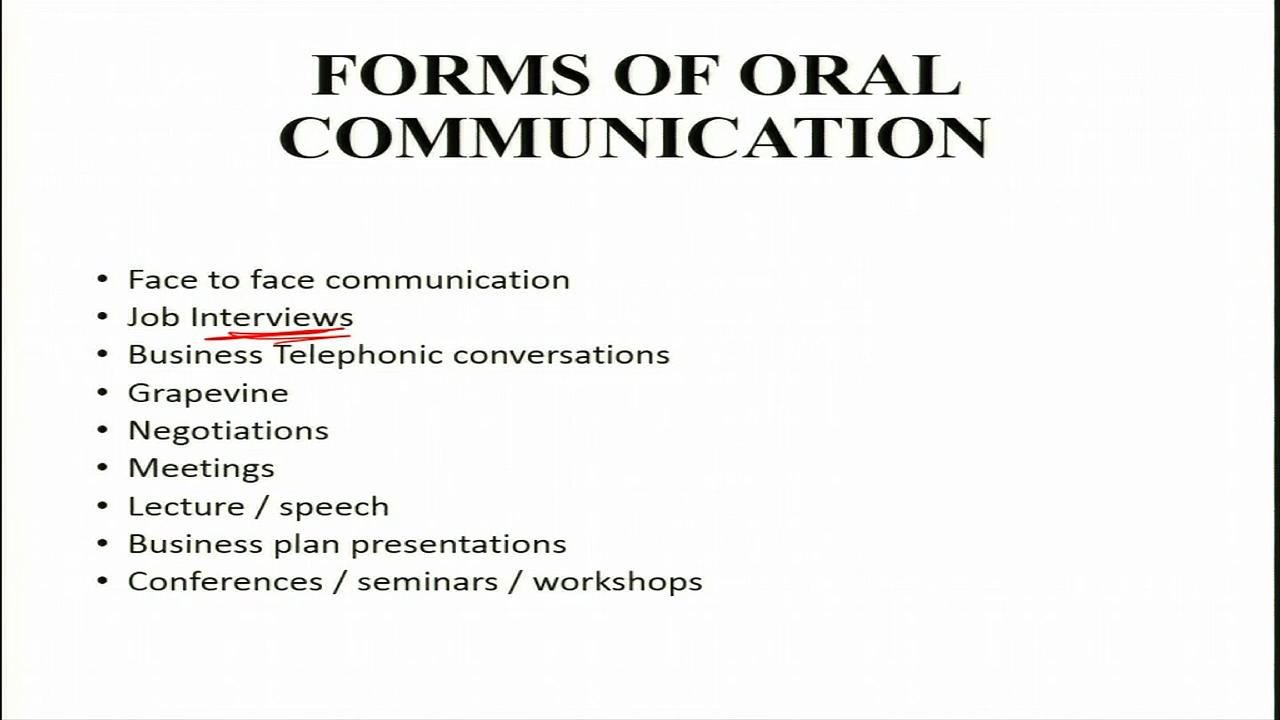 FORMS OF ORAL
COMMUNICATION
• Face to face communication
• Job Interviews
• Business Telephonic conversations
• Grapevine
• Negotiations
• Meetings
• Lecture / speech
• Business plan presentations
• Conferences / seminars / workshops